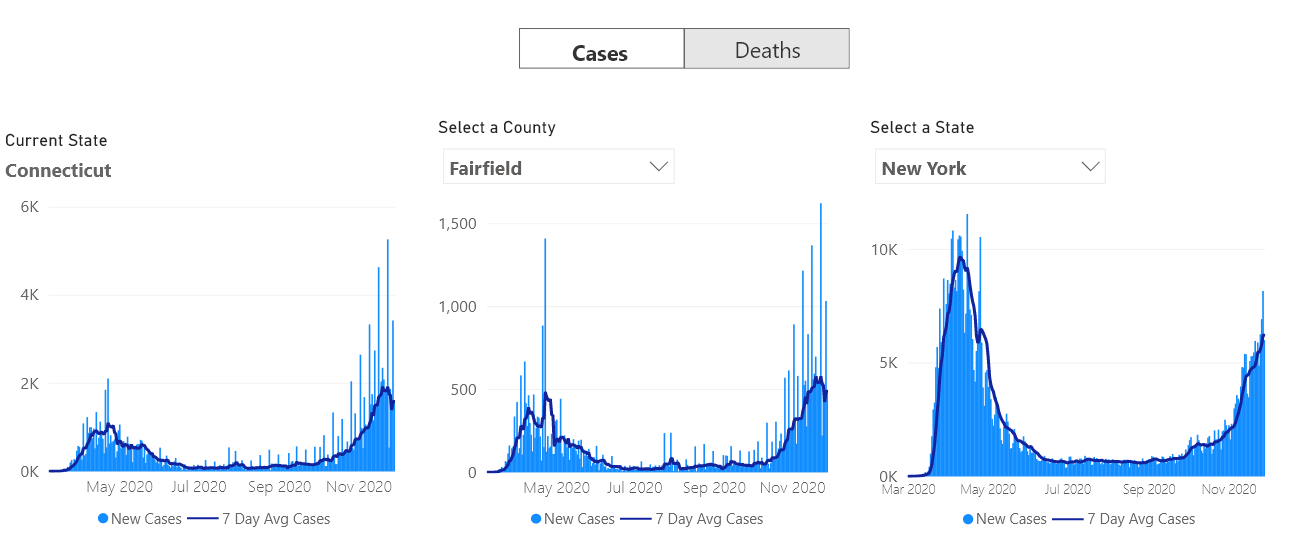 Cases Deaths
Current State
Connecticut
6K
4K
2K
0K
May 2020 Jul 2020 Sep 2020 Nov 2020
New Cases 7 Day Avg Cases
Select a County
Fairfield
1,500
1,000
500
0
May 2020 Jul 2020 Sep 2020 Nov 2020
New Cases 7 Day Avg Cases
Select a State
New York
10K
5K
0K
Mar 2020 May 2020 Jul 2020 Sep 2020 Nov 2020
New Cases 7 Day Avg Cases